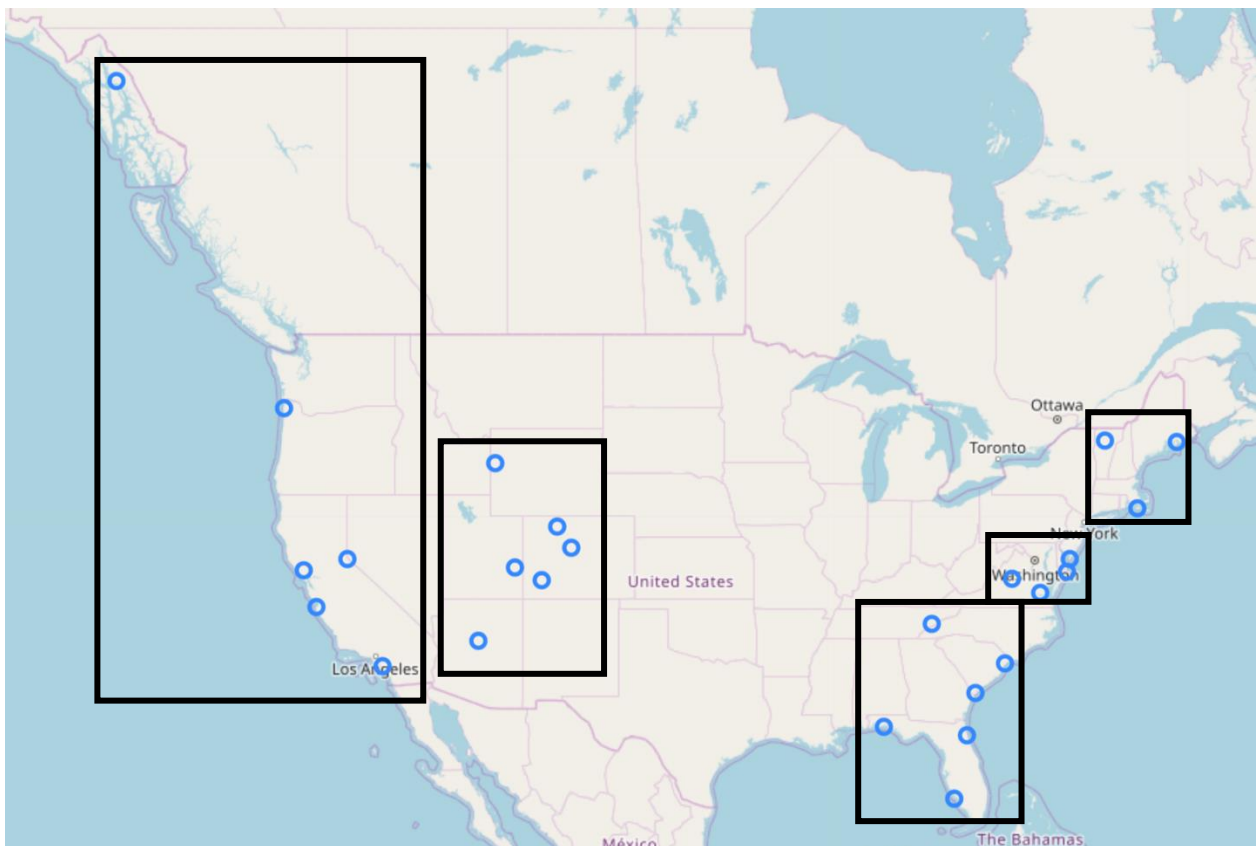 Ottawa
Toronto
New York
Washington
United States
Los Angeles
México
The Bahamas